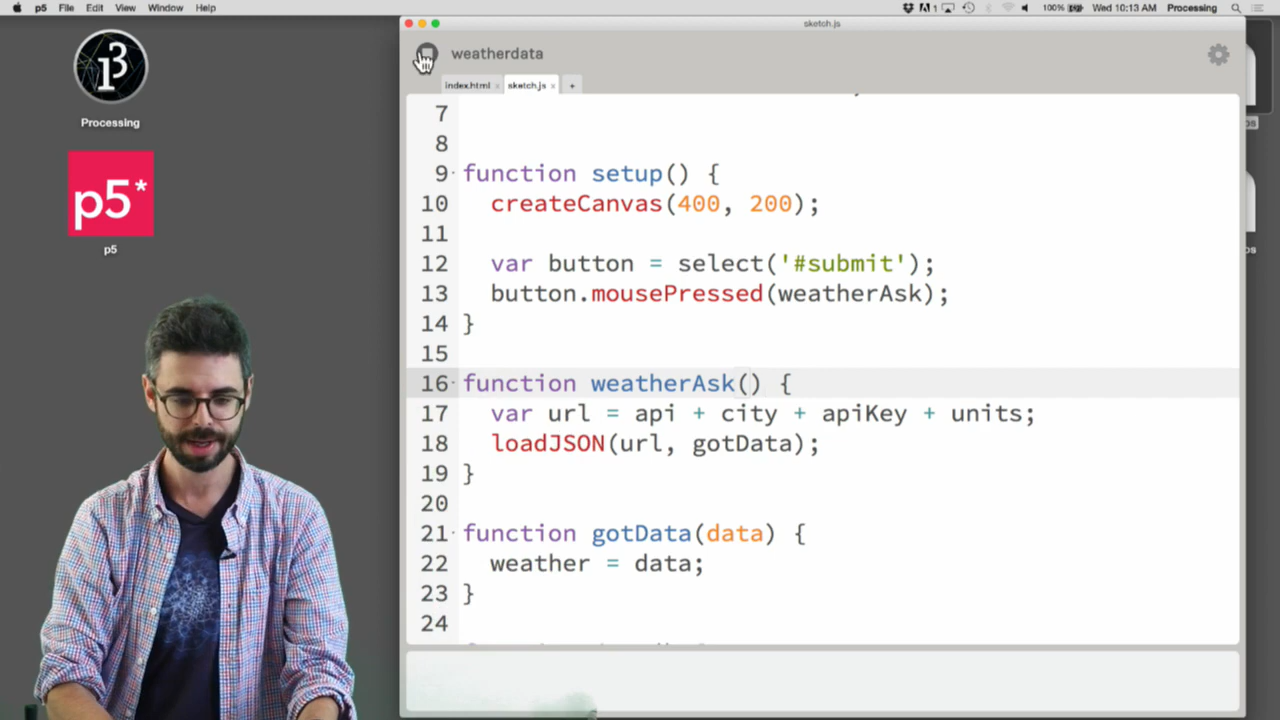 p5 File Edit View Window Help
1 100% Wed 10:13 AM Processing
sketch.js
weatherdata
index.html × sketch.js × +
Processing
p5*
p5
7
8
9 function setup() {
10 createCanvas(400, 200);
11
12 var button = select('#submit');
13 button.mousePressed(weatherAsk);
14 }
15
16 function weatherAsk() {
17 var url = api + city + apiKey + units;
18 loadJSON(url, gotData);
19 }
20
21 function gotData(data) {
22 weather = data;
23 }
24